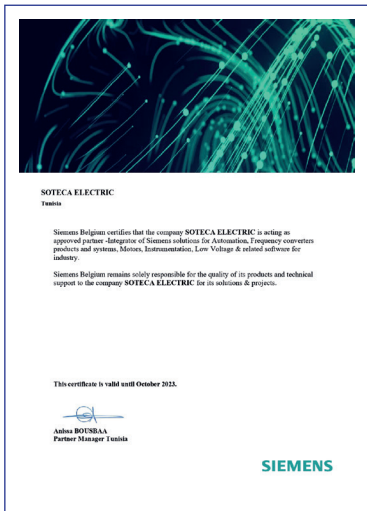 SOTECA ELECTRIC
Tunisia
Siemens Belgium certifies that the company SOTECA ELECTRIC is acting as
approved partner -Integrator of Siemens solutions for Automation, Frequency converters
products and systems, Motors, Instrumentation, Low Voltage & related software for
industry.
Siemens Belgium remains solely responsible for the quality of its products and technical
support to the company SOTECA ELECTRIC for its solutions & projects.
This certificate is valid until October 2023.
Anissa BOUSBAA
Partner Manager Tunisia
SIEMENS